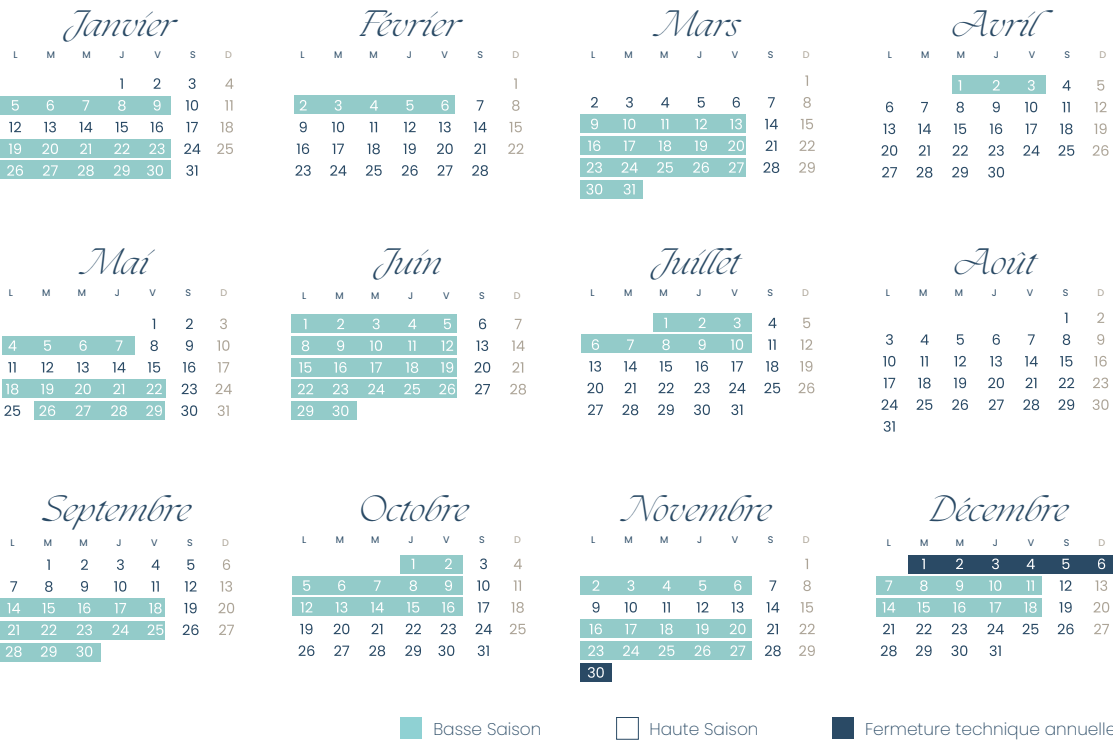 Janvier
L M M J V S D
1 2 3 4
5 6 7 8 9 10 11
12 13 14 15 16 17 18
19 20 21 22 23 24 25
26 27 28 29 30 31
Février
L M M J V S D
1
2 3 4 5 6 7 8
9 10 11 12 13 14 15
16 17 18 19 20 21 22
23 24 25 26 27 28
Mars
L M M J V S D
1
2 3 4 5 6 7 8
9 10 11 12 13 14 15
16 17 18 19 20 21 22
23 24 25 26 27 28 29
30 31
Avril
L M M J V S D
1 2 3 4 5
6 7 8 9 10 11 12
13 14 15 16 17 18 19
20 21 22 23 24 25 26
27 28 29 30
Mai
L M M J V S D
1 2 3
4 5 6 7 8 9 10
11 12 13 14 15 16 17
18 19 20 21 22 23 24
25 26 27 28 29 30 31
Juin
L M M J V S D
1 2 3 4 5 6 7
8 9 10 11 12 13 14
15 16 17 18 19 20 21
22 23 24 25 26 27 28
29 30
Juillet
L M M J V S D
1 2 3 4 5
6 7 8 9 10 11 12
13 14 15 16 17 18 19
20 21 22 23 24 25 26
27 28 29 30 31
Août
L M M J V S D
1 2
3 4 5 6 7 8 9
10 11 12 13 14 15 16
17 18 19 20 21 22 23
24 25 26 27 28 29 30
31
Septembre
L M M J V S D
1 2 3 4 5 6
7 8 9 10 11 12 13
14 15 16 17 18 19 20
21 22 23 24 25 26 27
28 29 30
Octobre
L M M J V S D
1 2 3 4
5 6 7 8 9 10 11
12 13 14 15 16 17 18
19 20 21 22 23 24 25
26 27 28 29 30 31
Novembre
L M M J V S D
1
2 3 4 5 6 7 8
9 10 11 12 13 14 15
16 17 18 19 20 21 22
23 24 25 26 27 28 29
30
Décembre
L M M J V S D
1 2 3 4 5 6
7 8 9 10 11 12 13
14 15 16 17 18 19 20
21 22 23 24 25 26 27
28 29 30 31
Basse Saison
Haute Saison
Fermeture technique annuelle